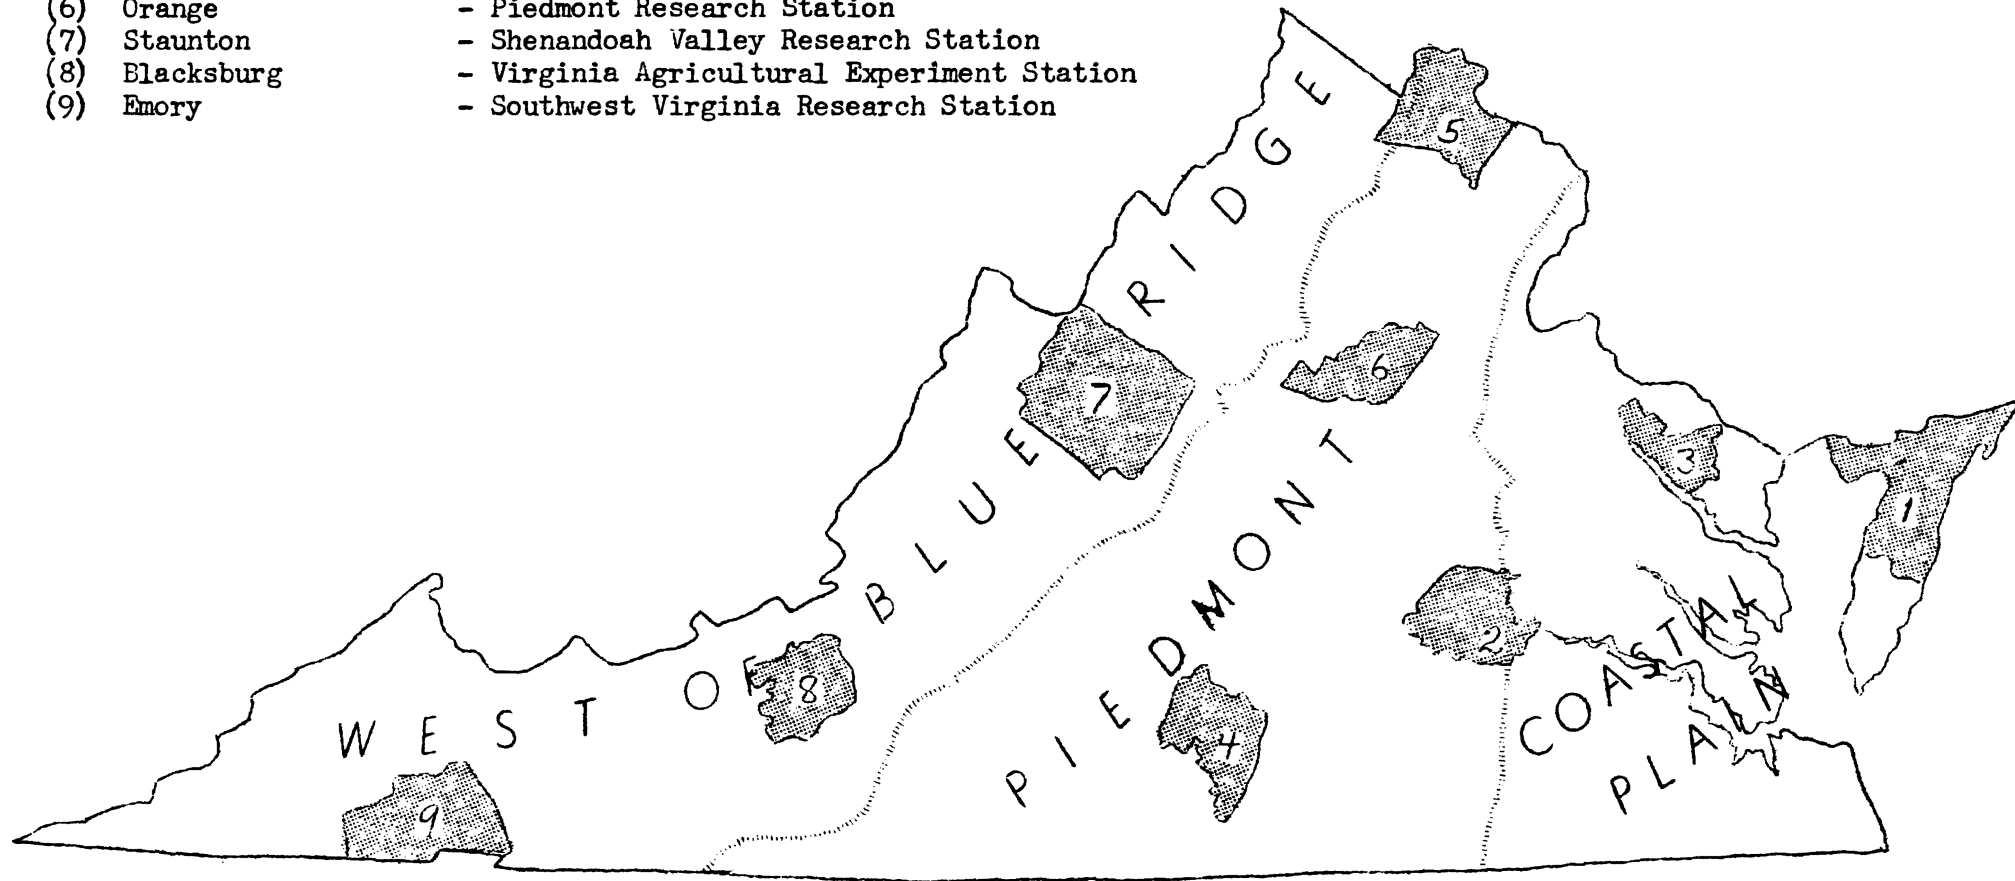 (6) Orange - Piedmont Research Station
(7) Staunton - Shenandoah Valley Research Station
(8) Blacksburg - Virginia Agricultural Experiment Station
(9) Emory - Southwest Virginia Research Station
WEST OF BLUE RIDGE
PIEDMONT
COASTAL
PLAIN
5
7
6
3
1
2
8
4
9